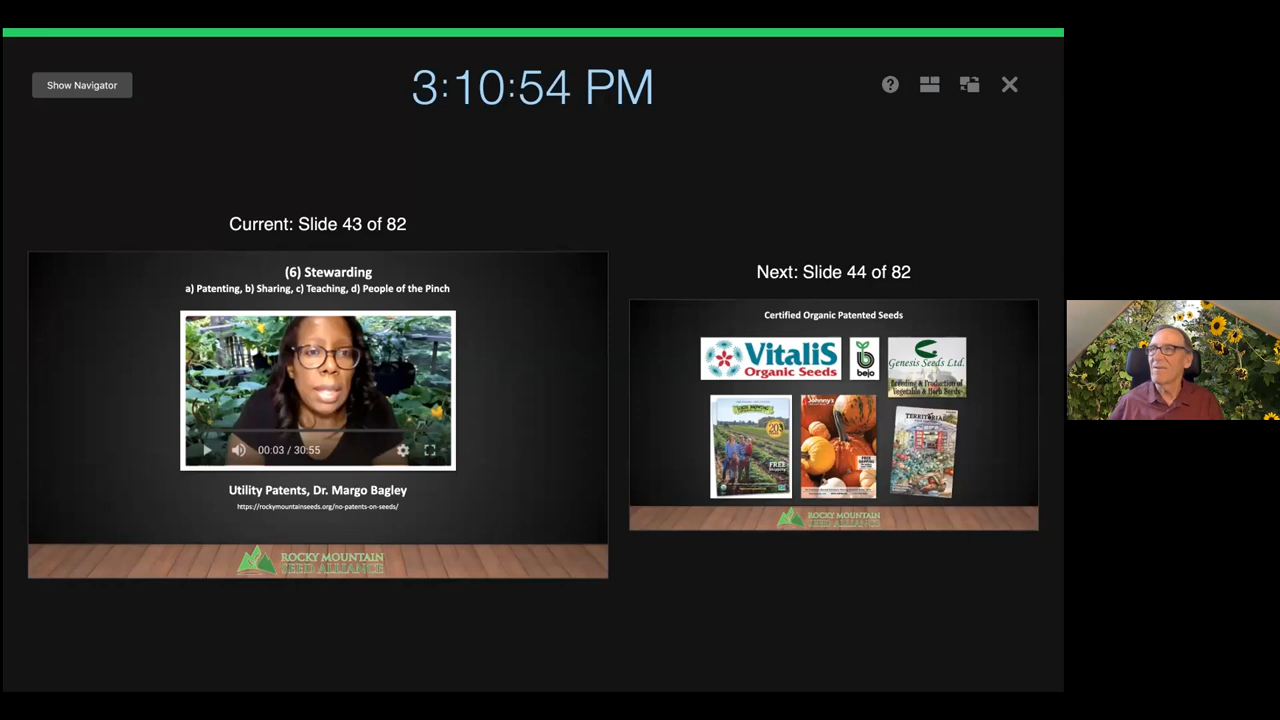 Show Navigator
3:10:54 PM
Current: Slide 43 of 82
(6) Stewarding
a) Patenting, b) Sharing, c) Teaching, d) People of the Pinch
00:03 / 30:55
Utility Patents, Dr. Margo Bagley
https://rockymountainseeds.org/no-patents-on-seeds/
ROCKY MOUNTAIN
SEED ALLIANCE
Next: Slide 44 of 82
Certified Organic Patented Seeds
VitaliS
Organic Seeds
bejo
Genesis Seeds Ltd.
Breeding & Production of
Vegetable & Herb Seeds
HIGH MOWING
FREE
Johnny's
FREE
TERRITORIAL
ROCKY MOUNTAIN
SEED ALLIANCE